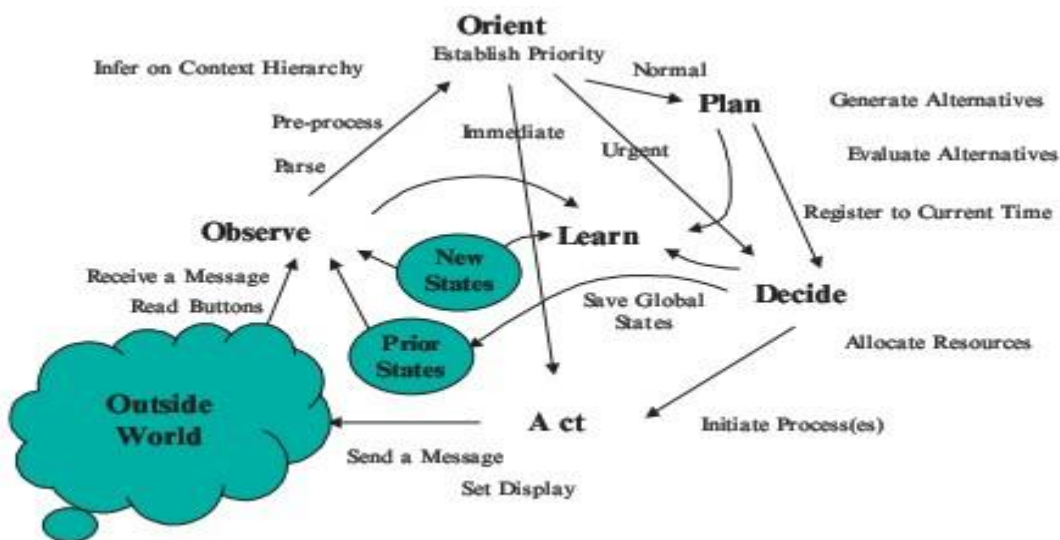 Orient
Establish Priority
Infer on Context Hierarchy
Normal
Plan
Generate Alternatives
Pre-process
Immediate
Urgent
Evaluate Alternatives
Parse
Register to Current Time
Observe
Learn
New
States
Receive a Message
Read Buttons
Save Global
States
Decide
Prior
States
Allocate Resources
Outside
World
A ct
Initiate Process(es)
Send a Message
Set Display